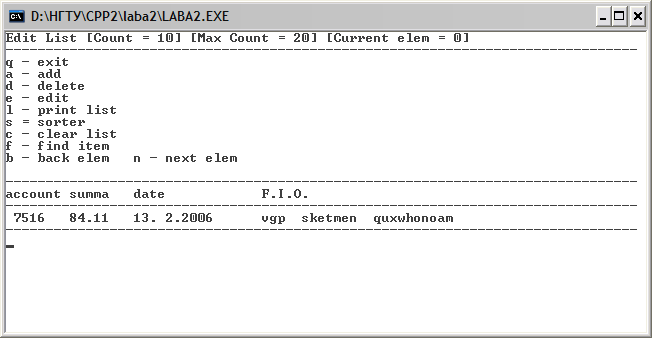 D:\НГТУ\CPP2\laba2\LABA2.EXE
Edit List [Count = 10] [Max Count = 20] [Current elem = 0]
q - exit
a - add
d - delete
e - edit
l - print list
s = sorter
c - clear list
f - find item
b - back elem   n - next elem
account summa   date            F.I.O.
7516   84.11   13. 2.2006      vgp  sketmen  quxwhonoam